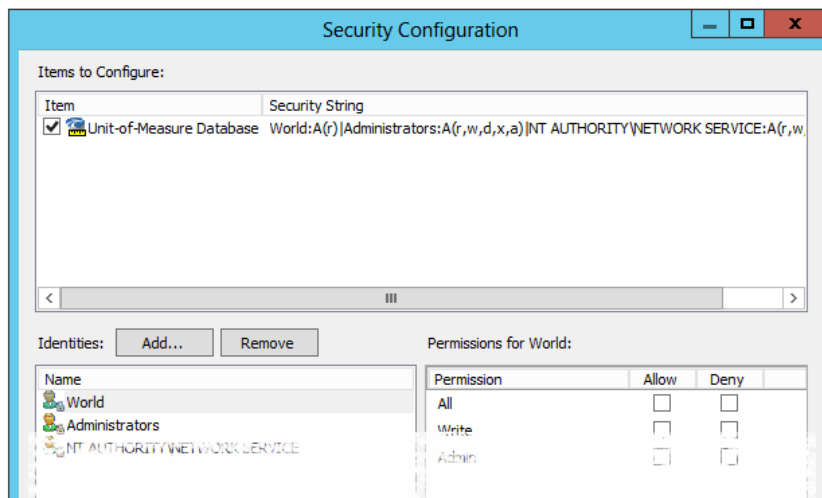 Security Configuration
Items to Configure:
Item Security String
Unit-of-Measure Database World:A(r)|Administrators:A(r,w,d,x,a)|NT AUTHORITY\NETWORK SERVICE:A(r,w,
Identities: Add... Remove Permissions for World:
Name Permission Allow Deny
World All
Administrators Write
NT AUTHORITY\NETWORK SERVICE Admin